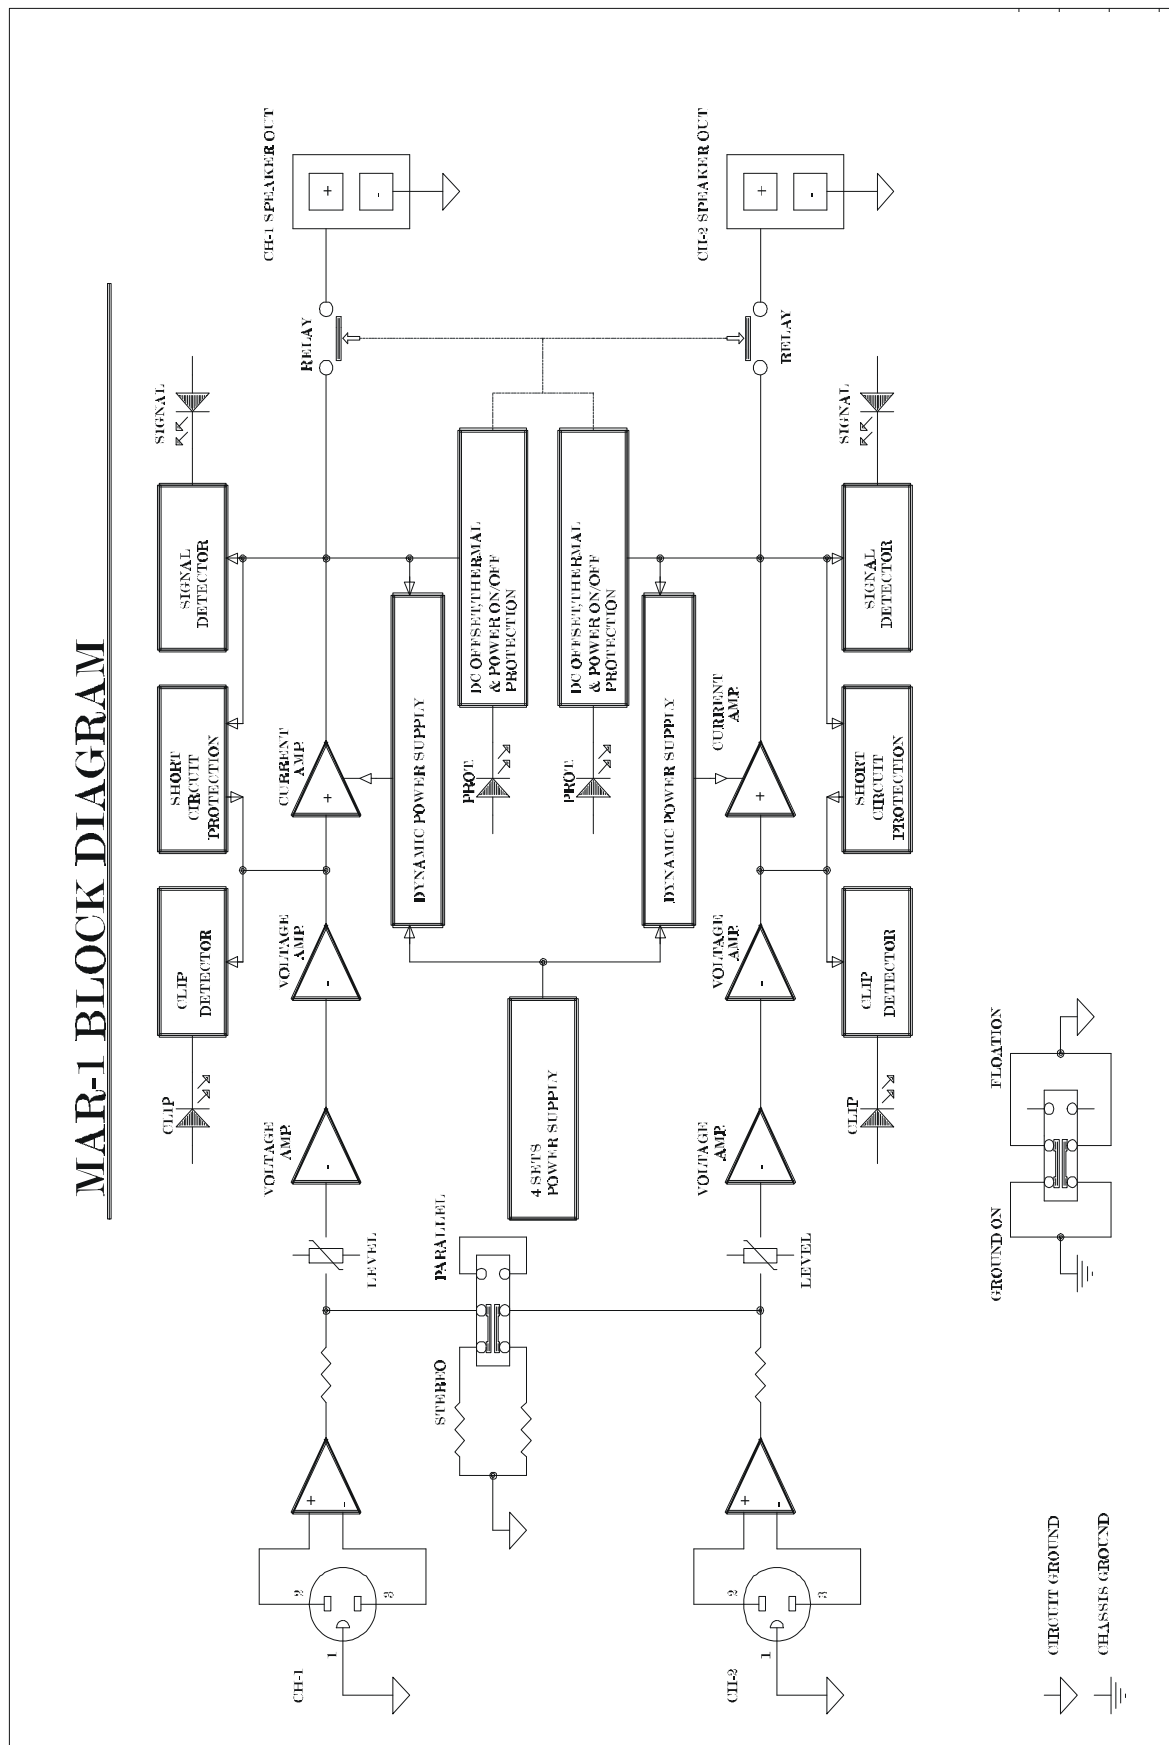 MAR-1 BLOCK DIAGRAM
CH-1
1
2
3
+
-
LEVEL
VOLTAGE
AMP.
-
VOLTAGE
AMP.
-
CURRENT
AMP.
+
RELAY
CH-1 SPEAKER OUT
+
-
CLIP
CLIP
DETECTOR
SHORT
CIRCUIT
PROTECTION
SIGNAL
DETECTOR
SIGNAL
STEREO
PARALLEL
4 SETS
POWER SUPPLY
DYNAMIC POWER SUPPLY
PROT.
DC OFFSET,THERMAL
& POWER ON/OFF
PROTECTION
PROT.
DC OFFSET,THERMAL
& POWER ON/OFF
PROTECTION
DYNAMIC POWER SUPPLY
CH-2
1
2
3
+
-
LEVEL
VOLTAGE
AMP.
-
VOLTAGE
AMP.
-
CURRENT
AMP.
+
RELAY
CH-2 SPEAKER OUT
+
-
CLIP
CLIP
DETECTOR
SHORT
CIRCUIT
PROTECTION
SIGNAL
DETECTOR
SIGNAL
GROUND ON
FLOATION
CIRCUIT GROUND
CHASSIS GROUND